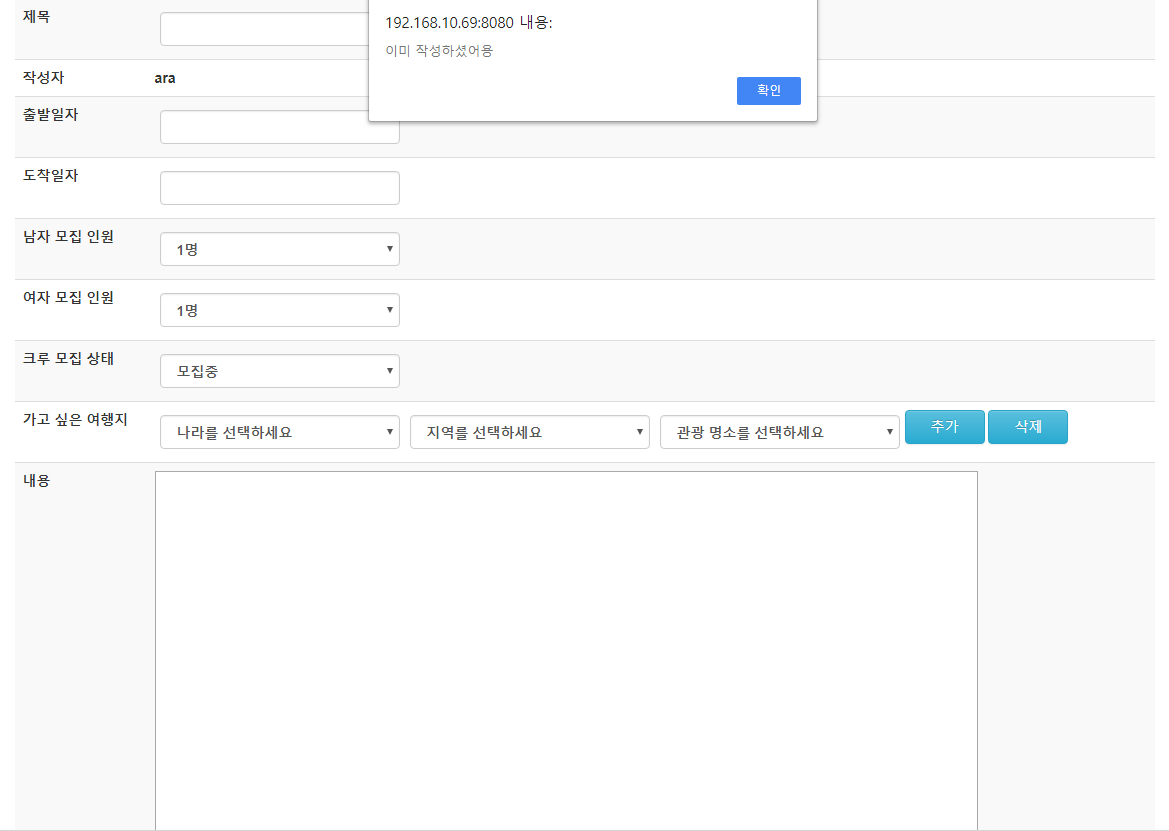 제목
192.168.10.69:8080 내용:
이미 작성하셨어용
확인
작성자 ara
출발일자
도착일자
남자 모집 인원 1명
여자 모집 인원 1명
크루 모집 상태 모집중
가고 싶은 여행지 나라를 선택하세요 지역를 선택하세요 관광 명소를 선택하세요 추가 삭제
내용